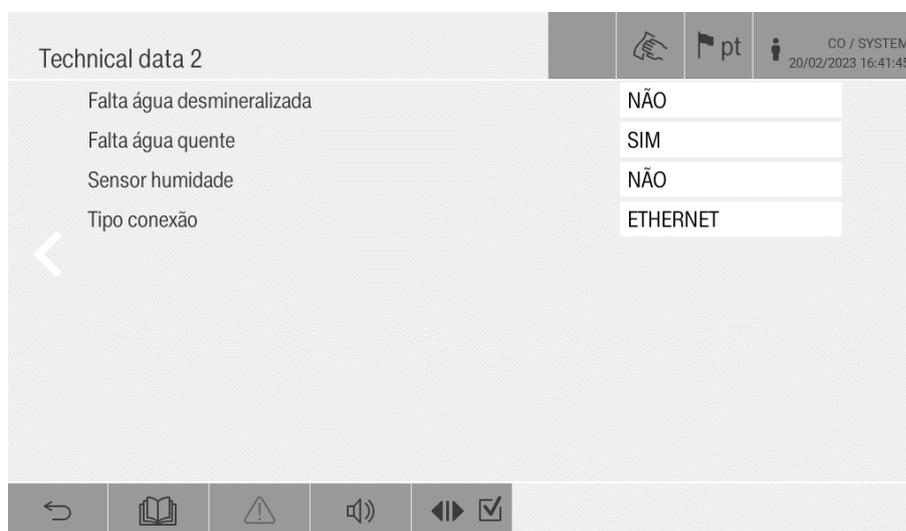 Technical data 2
pt
CO / SYSTEM
20/02/2023 16:41:45
Falta água desmineralizada
NÃO
Falta água quente
SIM
Sensor humidade
NÃO
Tipo conexão
ETHERNET